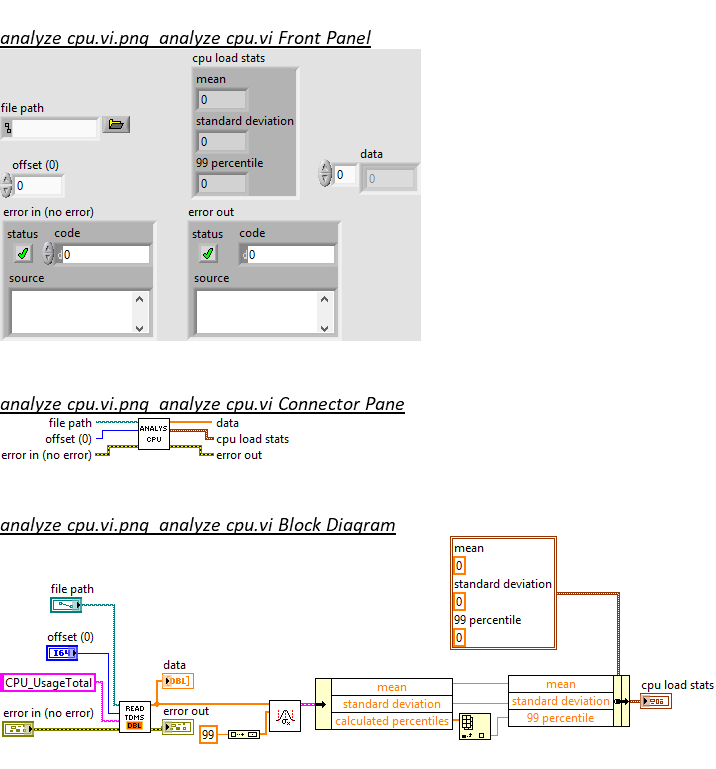 analyze cpu.vi.png  analyze cpu.vi Front Panel
cpu load stats
mean
0
file path
standard deviation
0
data
offset (0)
99 percentile
0
0
0
0
error in (no error)
error out
status
code
status
code
0
0
source
source
analyze cpu.vi.png  analyze cpu.vi Connector Pane
file path
data
offset (0)
ANALYS
CPU
cpu load stats
error in (no error)
error out
analyze cpu.vi.png  analyze cpu.vi Block Diagram
mean
0
standard deviation
0
99 percentile
0
file path
offset (0)
I64
data
DBL]
CPU_UsageTotal
error in (no error)
READ
TDMS
DBL
error out
99
mean
standard deviation
calculated percentiles
mean
standard deviation
99 percentile
cpu load stats